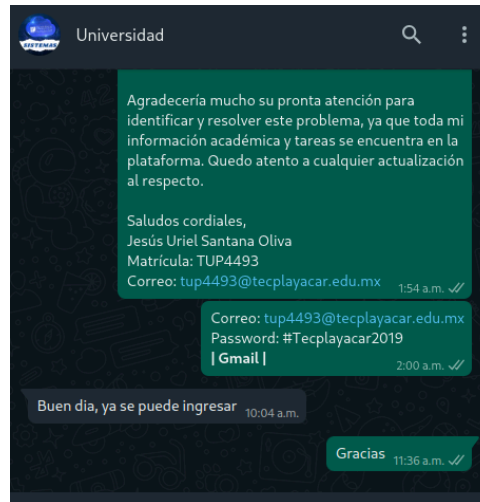 SISTEMAS
Universidad
Agradecería mucho su pronta atención para
identificar y resolver este problema, ya que toda mi
información académica y tareas se encuentra en la
plataforma. Quedo atento a cualquier actualización
al respecto.
Saludos cordiales,
Jesús Uriel Santana Oliva
Matrícula: TUP4493
Correo: tup4493@tecplayacar.edu.mx
1:54 a.m.
Correo: tup4493@tecplayacar.edu.mx
Password: #Tecplayacar2019
| Gmail |
2:00 a.m.
Buen dia, ya se puede ingresar 10:04 a.m.
Gracias 11:36 a.m.